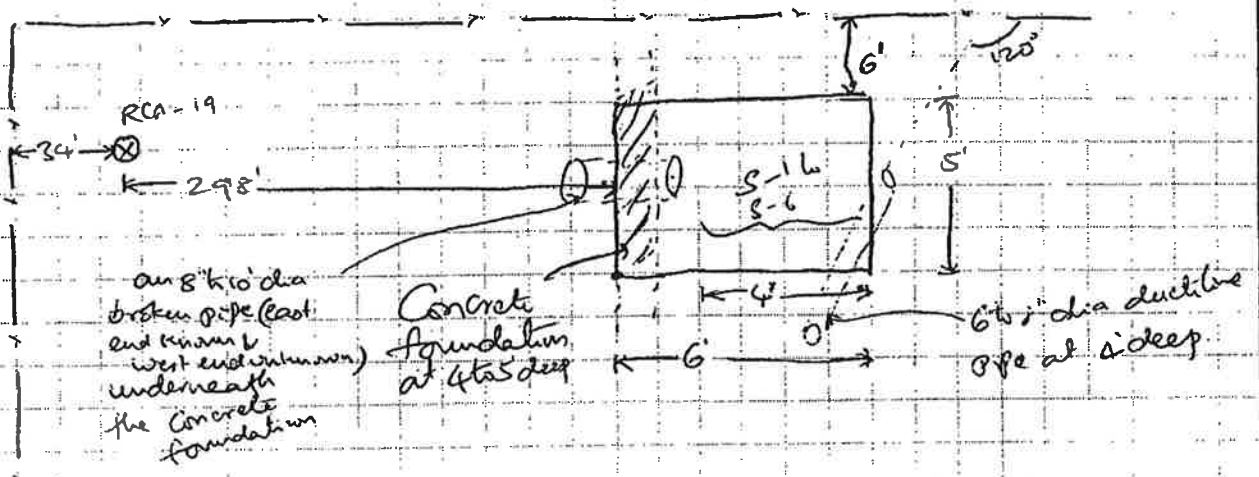 120°
6'
RCA-19
34'
298'
5'
S-1 to
S-6
4'
6'
an 8" to 10" dia
broken pipe (east
end known &
west end unknown)
underneath
the concrete
foundation
Concrete
foundation
at 4 to 5' deep
dia ductile
pipe at 4' deep.